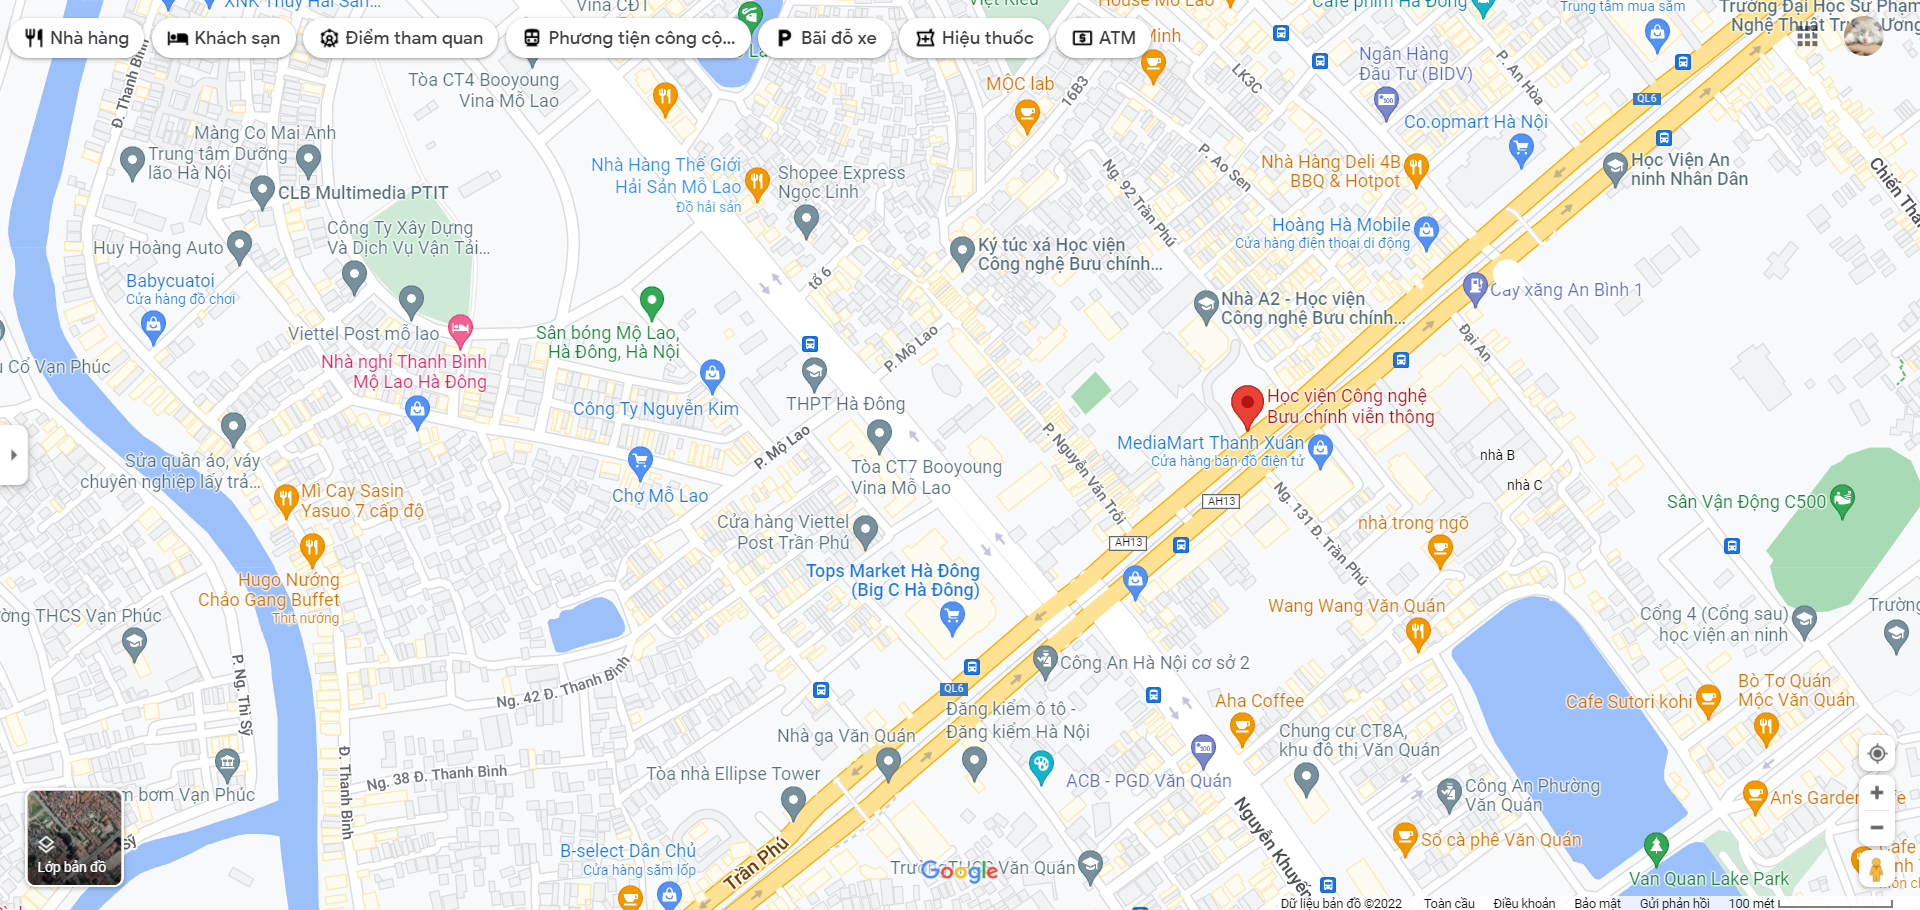 XNK Thúy Hải Sản...
Vina CĐT
Việt Kiều
House Mỗ Lao
Café phim Hà Đông
Trung tâm mua sắm
Trường Đại Học Sư Phạm
Nghệ Thuật Trung Ương
Nhà hàng
Khách sạn
Điểm tham quan
Phương tiện công cộ...
Bãi đỗ xe
Hiệu thuốc
ATM
Minh
Đ. Thanh Bình
Tòa CT4 Booyoung
Vina Mỗ Lao
MỘC lab
16B3
LK3C
Ngân Hàng
Đầu Tư (BIDV)
P. An Hòa
QL6
Co.opmart Hà Nội
Màng Co Mai Anh
Trung tâm Dưỡng
lão Hà Nội
CLB Multimedia PTIT
Nhà Hàng Thế Giới
Hải Sản Mỗ Lao
Đồ hải sản
Shopee Express
Ngọc Linh
Ng. 92 Trần Phú
P. Ao Sen
Nhà Hàng Deli 4B
BBQ & Hotpot
Học Viện An
ninh Nhân Dân
Chiến Thắ
Công Ty Xây Dựng
Và Dịch Vụ Vận Tải...
Huy Hoàng Auto
Ký túc xá Học viện
Công nghệ Bưu chính...
Hoàng Hà Mobile
Cửa hàng điện thoại di động
tổ 6
Babycuatoi
Cửa hàng đồ chơi
Cây xăng An Bình 1
Nhà A2 - Học viện
Công nghệ Bưu chính...
Viettel Post mỗ lao
Sân bóng Mộ Lao,
Hà Đông, Hà Nội
P. Mộ Lao
Đại An
Nhà nghỉ Thanh Bình
Mộ Lao Hà Đông
Cổ Vạn Phúc
THPT Hà Đông
Công Ty Nguyễn Kim
Học viện Công nghệ
Bưu chính viễn thông
MediaMart Thanh Xuân
Cửa hàng bán đồ điện tử
P. Mộ Lao
P. Nguyễn Văn Trỗi
nhà B
nhà C
Sửa quần áo, váy
chuyên nghiệp lấy trả...
Tòa CT7 Booyoung
Vina Mỗ Lao
Chợ Mỗ Lao
Mì Cay Sasin
Yasuo 7 cấp độ
AH13
Ng. 131 Đ. Trần Phú
Sân Vận Động C500
Cửa hàng Viettel
Post Trần Phú
nhà trong ngõ
AH13
Hugo Nướng
Chảo Gang Buffet
Thịt nướng
Tops Market Hà Đông
(Big C Hà Đông)
ờng THCS Vạn Phúc
Wang Wang Văn Quán
Cổng 4 (Cổng sau)
học viện an ninh
Trường
P. Ng. Thì Sỹ
Ng. 42 Đ. Thanh Bình
QL6
Công An Hà Nội cơ sở 2
Đăng kiểm ô tô -
Đăng kiểm Hà Nội
Aha Coffee
Cafe Sutori kohi
Bò Tơ Quán
Mộc Văn Quán
Nhà ga Văn Quán
Chung cư CT8A,
khu đô thị Văn Quán
Đ. Thanh Bình
Ng. 38 Đ. Thanh Bình
Tòa nhà Ellipse Tower
ACB - PGD Văn Quán
m bơm Vạn Phúc
Công An Phường
Văn Quán
An's Garden
Nguyễn Khuyến
Sổ cà phê Văn Quán
B-select Dân Chủ
Cửa hàng săm lốp
Trần Phú
Lớp bản đồ
Google
THCS Văn Quán
Van Quan Lake Park
Dữ liệu bản đồ ©2022
Toàn cầu
Điều khoản
Bảo mật
Gửi phản hồi
100 mét